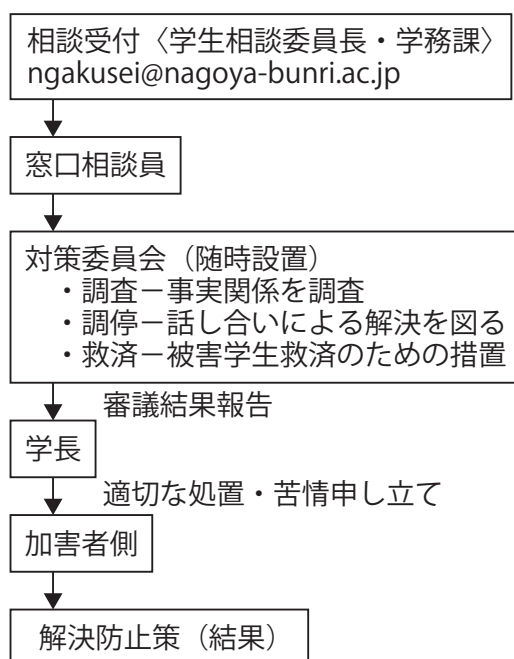 相談受付〈学生相談委員長・学務課〉
ngakusei@nagoya-bunri.ac.jp
窓口相談員
対策委員会（随時設置）
・調査－事実関係を調査
・調停－話し合いによる解決を図る
・救済－被害学生救済のための措置
審議結果報告
学長
適切な処置・苦情申し立て
加害者側
解決防止策（結果）